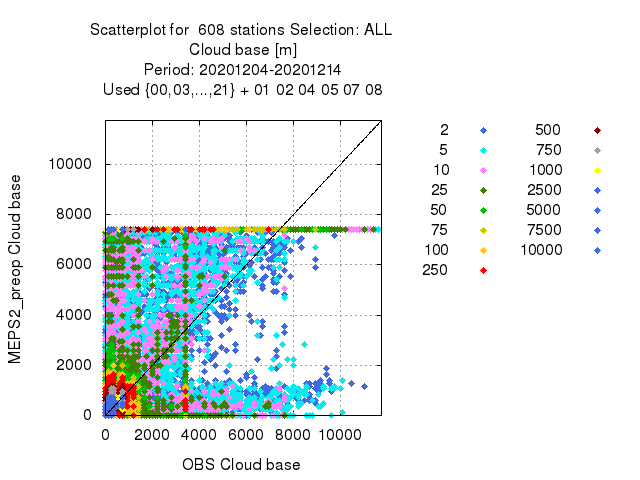 Scatterplot for  608 stations Selection: ALL
Cloud base [m]
Period: 20201204-20201214
Used {00,03,...,21} + 01 02 04 05 07 08
MEPS2_preop Cloud base
10000
8000
6000
4000
2000
0
0 2000 4000 6000 8000 10000
OBS Cloud base
2 500
5 750
10 1000
25 2500
50 5000
75 7500
100 10000
250